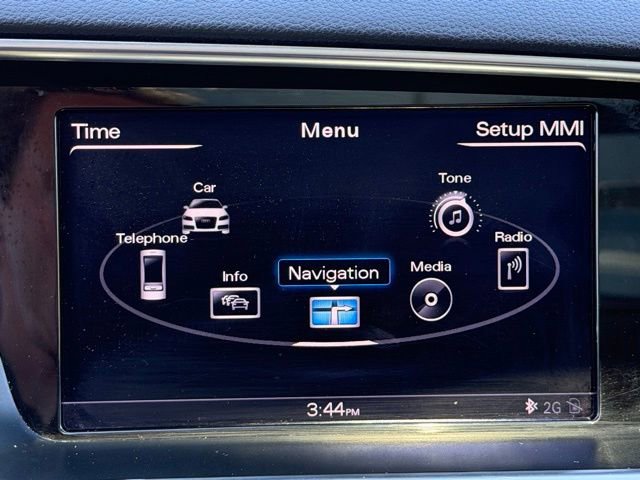 Time
Menu
Setup MMI
Car
Tone
Telephone
Radio
Info
Navigation
Media
3:44PM
2G